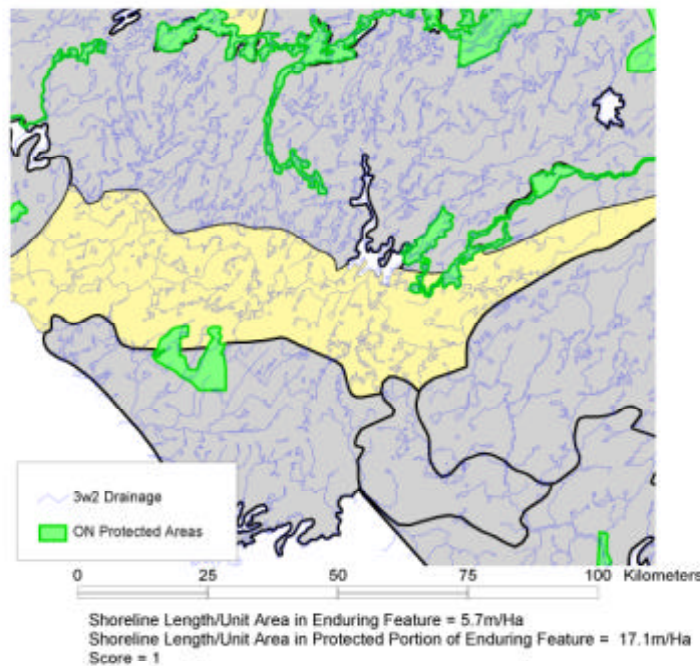 3w2 Drainage
ON Protected Areas
0 25 50 75 100 Kilometers
Shoreline Length/Unit Area in Enduring Feature = 5.7m/Ha
Shoreline Length/Unit Area in Protected Portion of Enduring Feature = 17.1m/Ha
Score = 1